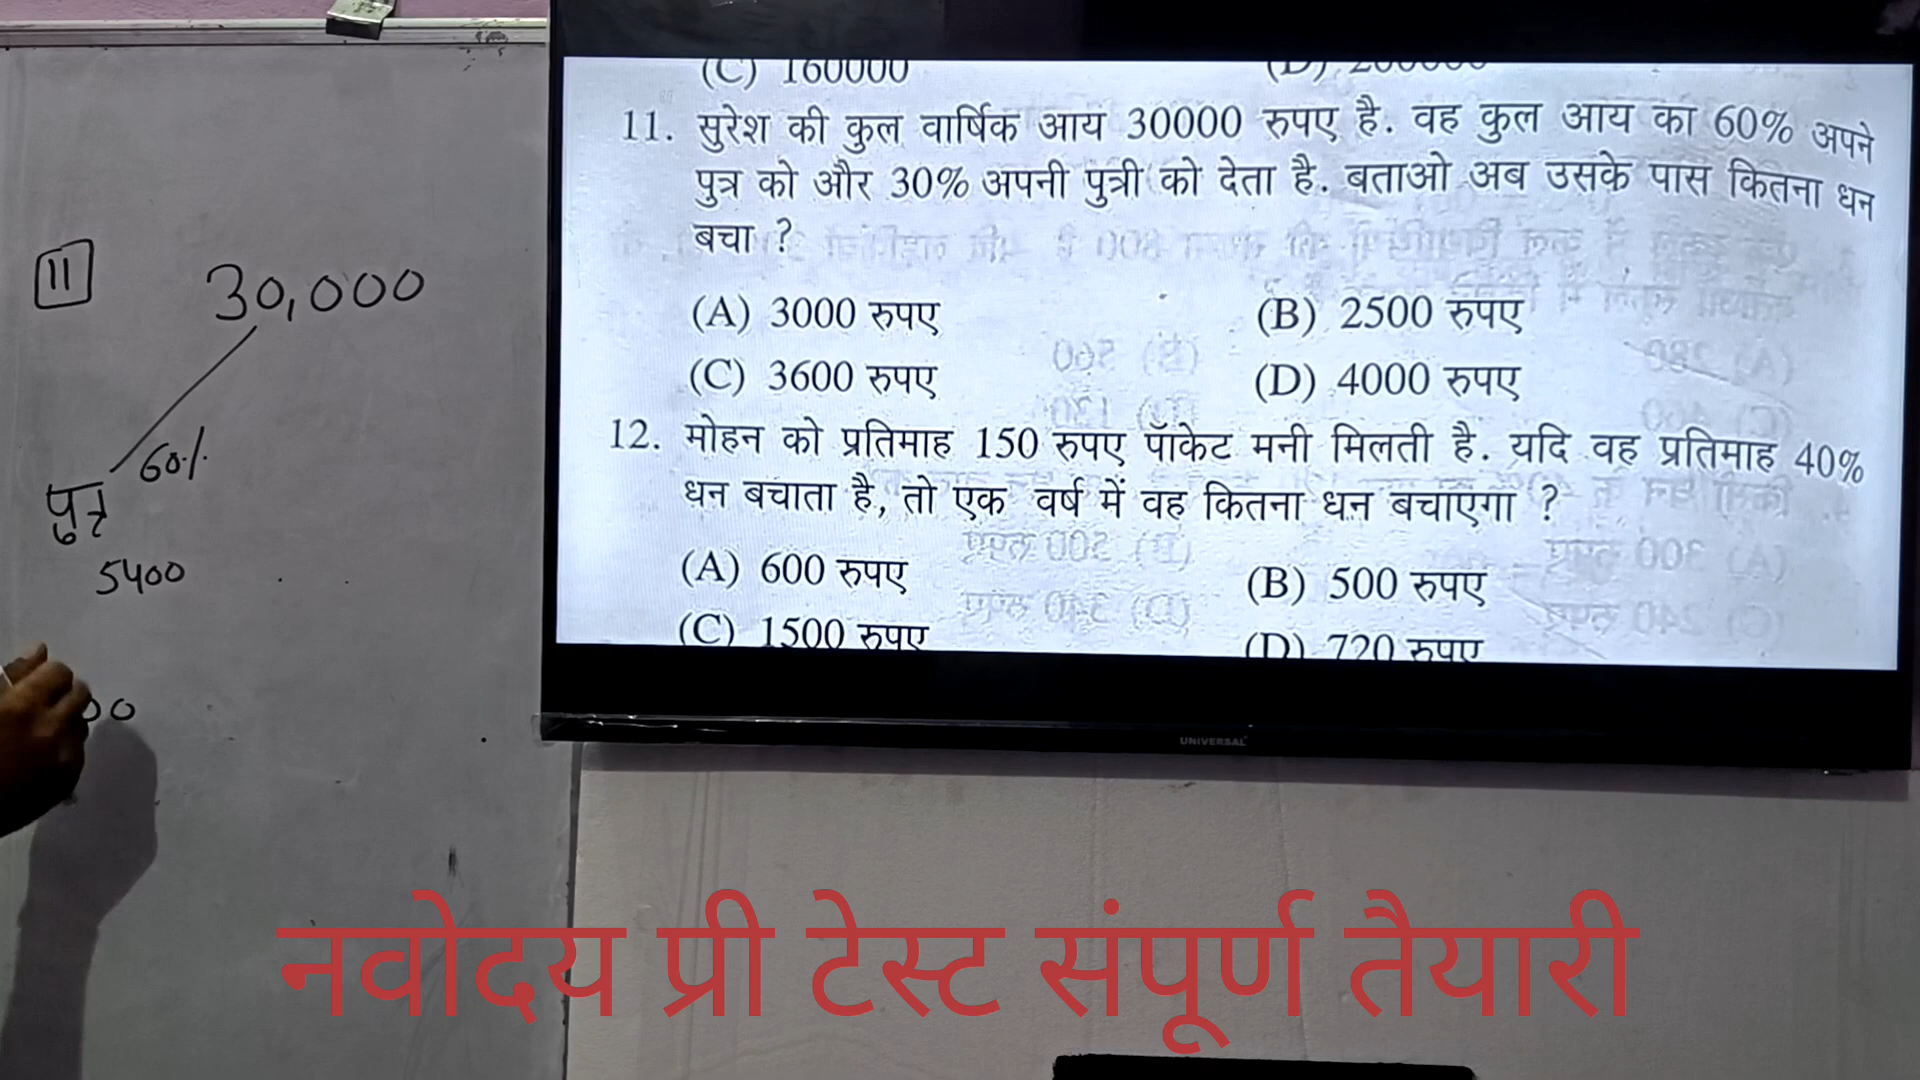 11
30,000
60%
पुत्र
5400
00
(C) 160000
11. सुरेश की कुल वार्षिक आय 30000 रुपए है. वह कुल आय का 60% अपने
पुत्र को और 30% अपनी पुत्री को देता है. बताओ अब उसके पास कितना धन
बचा ?
(A) 3000 रुपए (B) 2500 रुपए
(C) 3600 रुपए (D) 4000 रुपए
12. मोहन को प्रतिमाह 150 रुपए पॉकेट मनी मिलती है. यदि वह प्रतिमाह 40%
धन बचाता है, तो एक वर्ष में वह कितना धन बचाएगा ?
(A) 600 रुपए (B) 500 रुपए
(C) 1500 रुपए (D) 720 रुपए
UNIVERSAL
नवोदय प्री टेस्ट संपूर्ण तैयारी